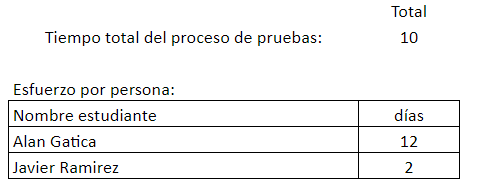 Total
Tiempo total del proceso de pruebas: 10
Esfuerzo por persona:
Nombre estudiante días
Alan Gatica 12
Javier Ramirez 2